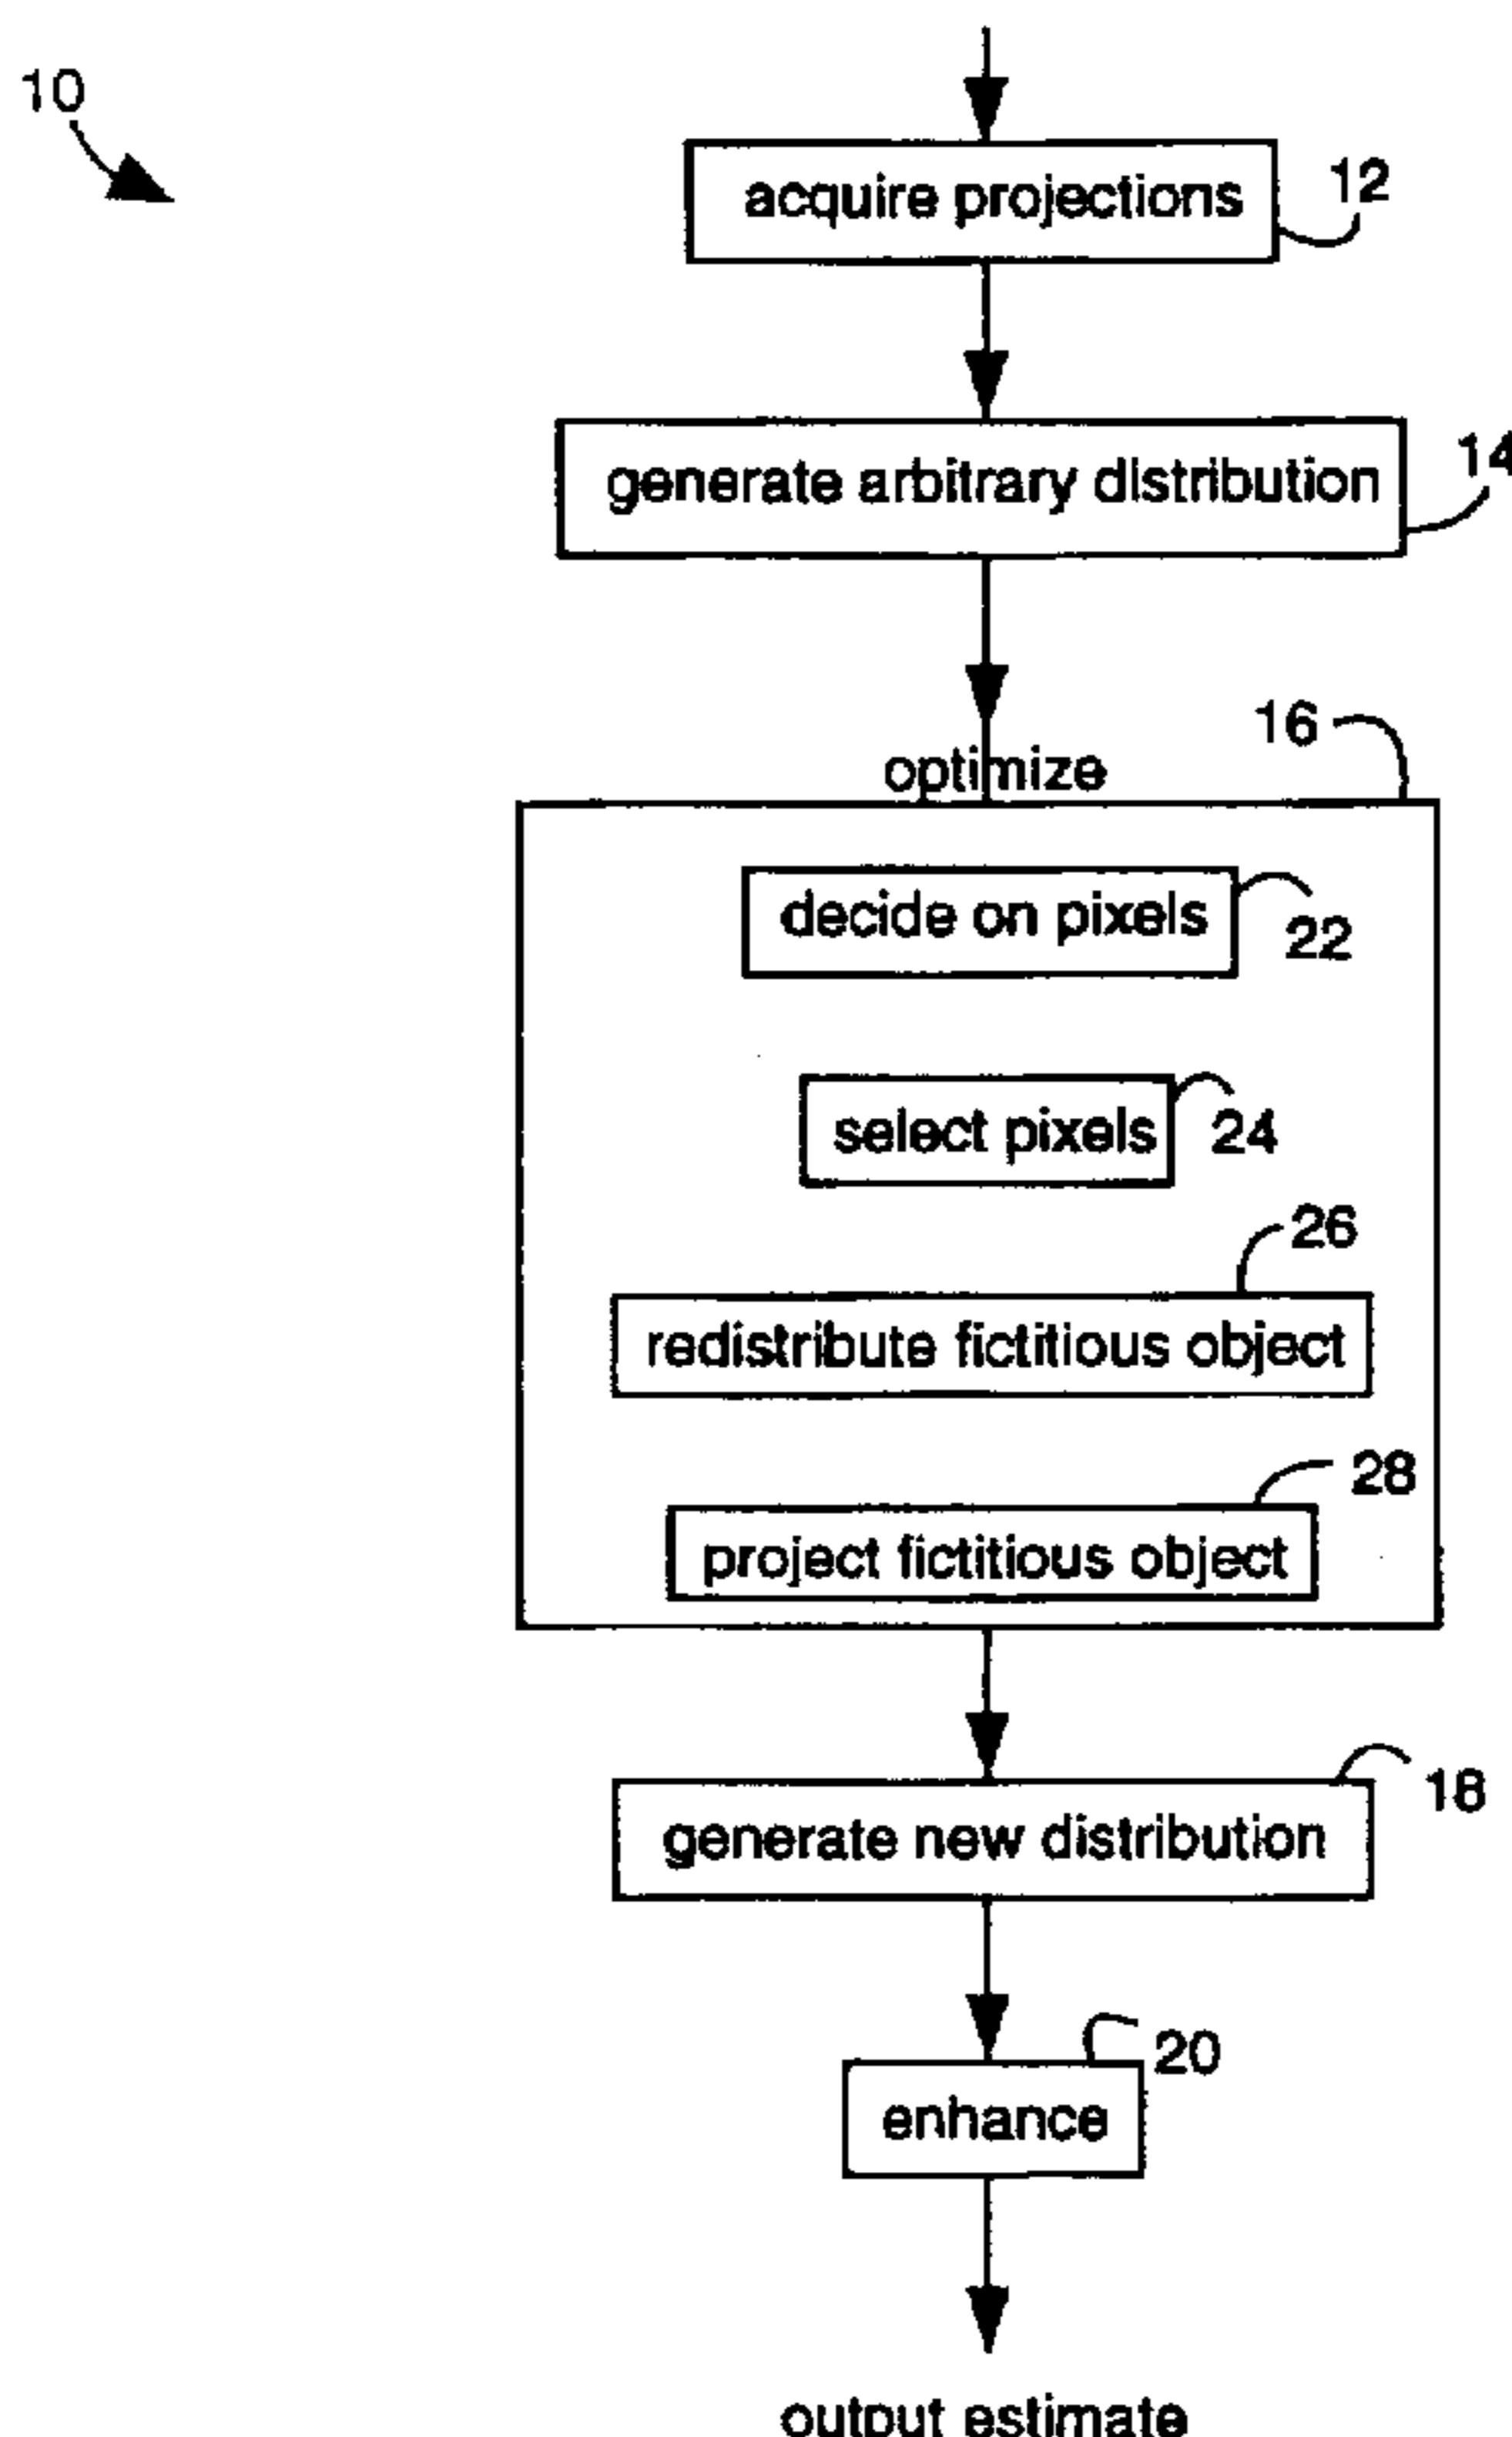 10
acquire projections
12
generate arbitrary distribution
14
16
optimize
decide on pixels
22
select pixels
24
26
redistribute fictitious object
28
project fictitious object
generate new distribution
18
20
enhance
output estimate